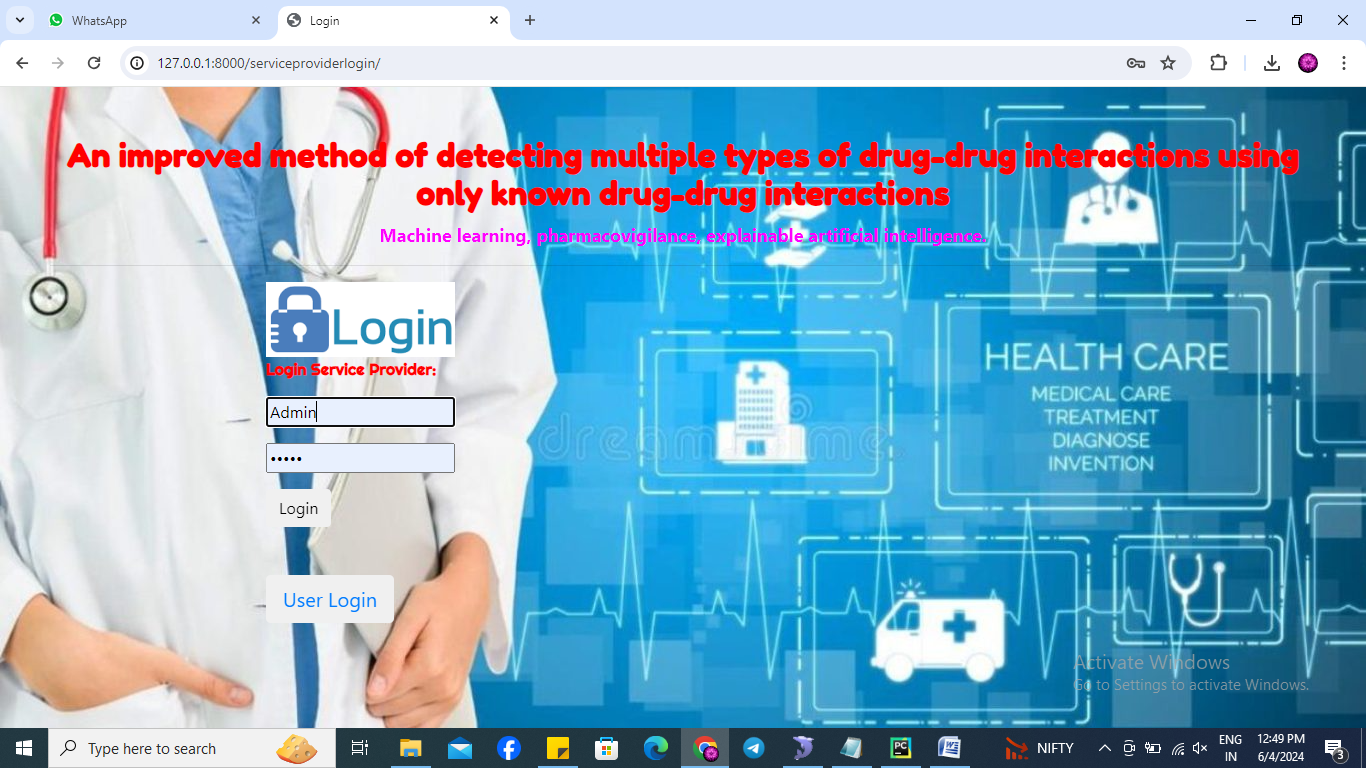 WhatsApp
Login
127.0.0.1:8000/serviceproviderlogin/
An improved method of detecting multiple types of drug-drug interactions using
only known drug-drug interactions
Machine learning, pharmacovigilance, explainable artificial intelligence.
Login
Login Service Provider:
Admin
•••••
Login
User Login
HEALTH CARE
MEDICAL CARE
TREATMENT
DIAGNOSE
INVENTION
dreamstime.
Activate Windows
Go to Settings to activate Windows.
Type here to search
PC
W
NIFTY
ENG
IN
12:49 PM
6/4/2024
3